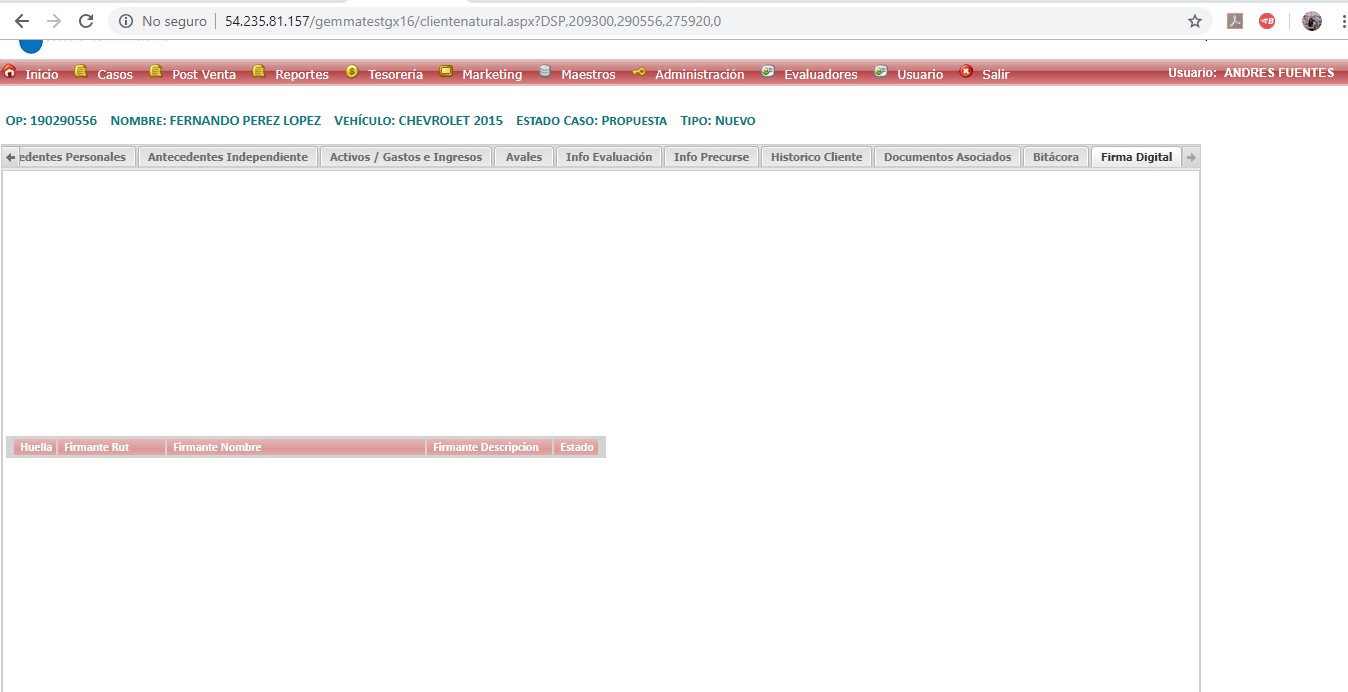 No seguro | 54.235.81.157/gemmatestgx16/clientenatural.aspx?DSP,209300,290556,275920,0
Inicio Casos Post Venta Reportes Tesorería Marketing Maestros Administración Evaluadores Usuario Salir Usuario: ANDRES FUENTES
OP: 190290556 NOMBRE: FERNANDO PEREZ LOPEZ VEHÍCULO: CHEVROLET 2015 ESTADO CASO: PROPUESTA TIPO: NUEVO
edentes Personales Antecedentes Independiente Activos / Gastos e Ingresos Avales Info Evaluación Info Precurse Historico Cliente Documentos Asociados Bitácora Firma Digital
Huella Firmante Rut Firmante Nombre Firmante Descripcion Estado